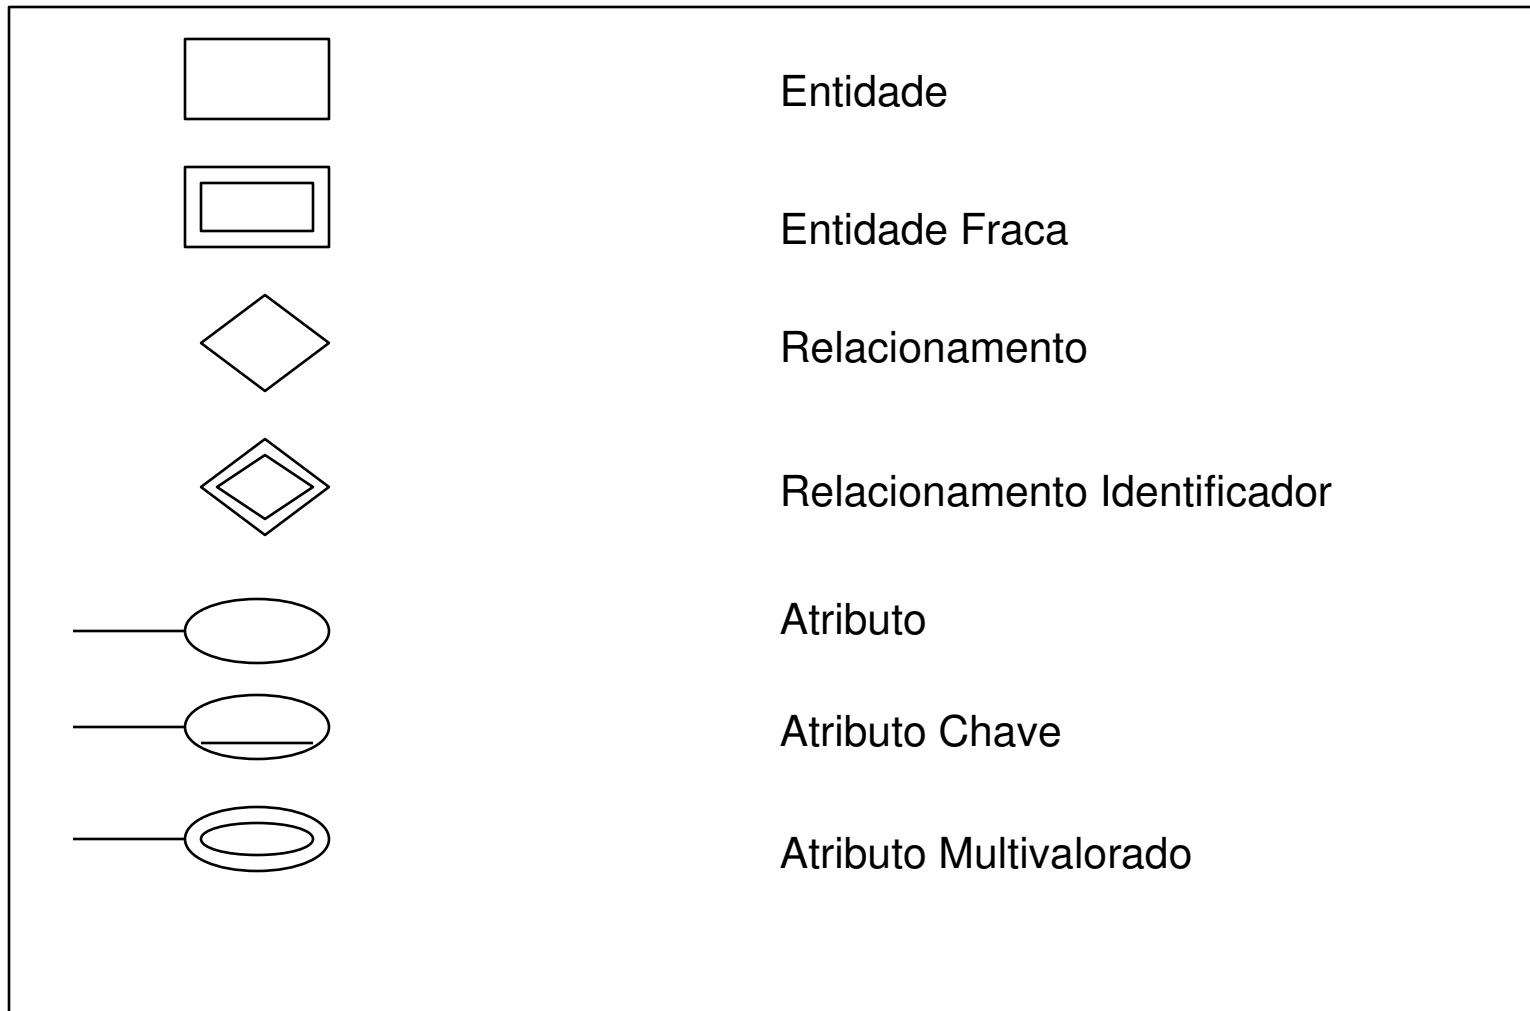 Entidade
Entidade Fraca
Relacionamento
Relacionamento Identificador
Atributo
Atributo Chave
Atributo Multivalorado